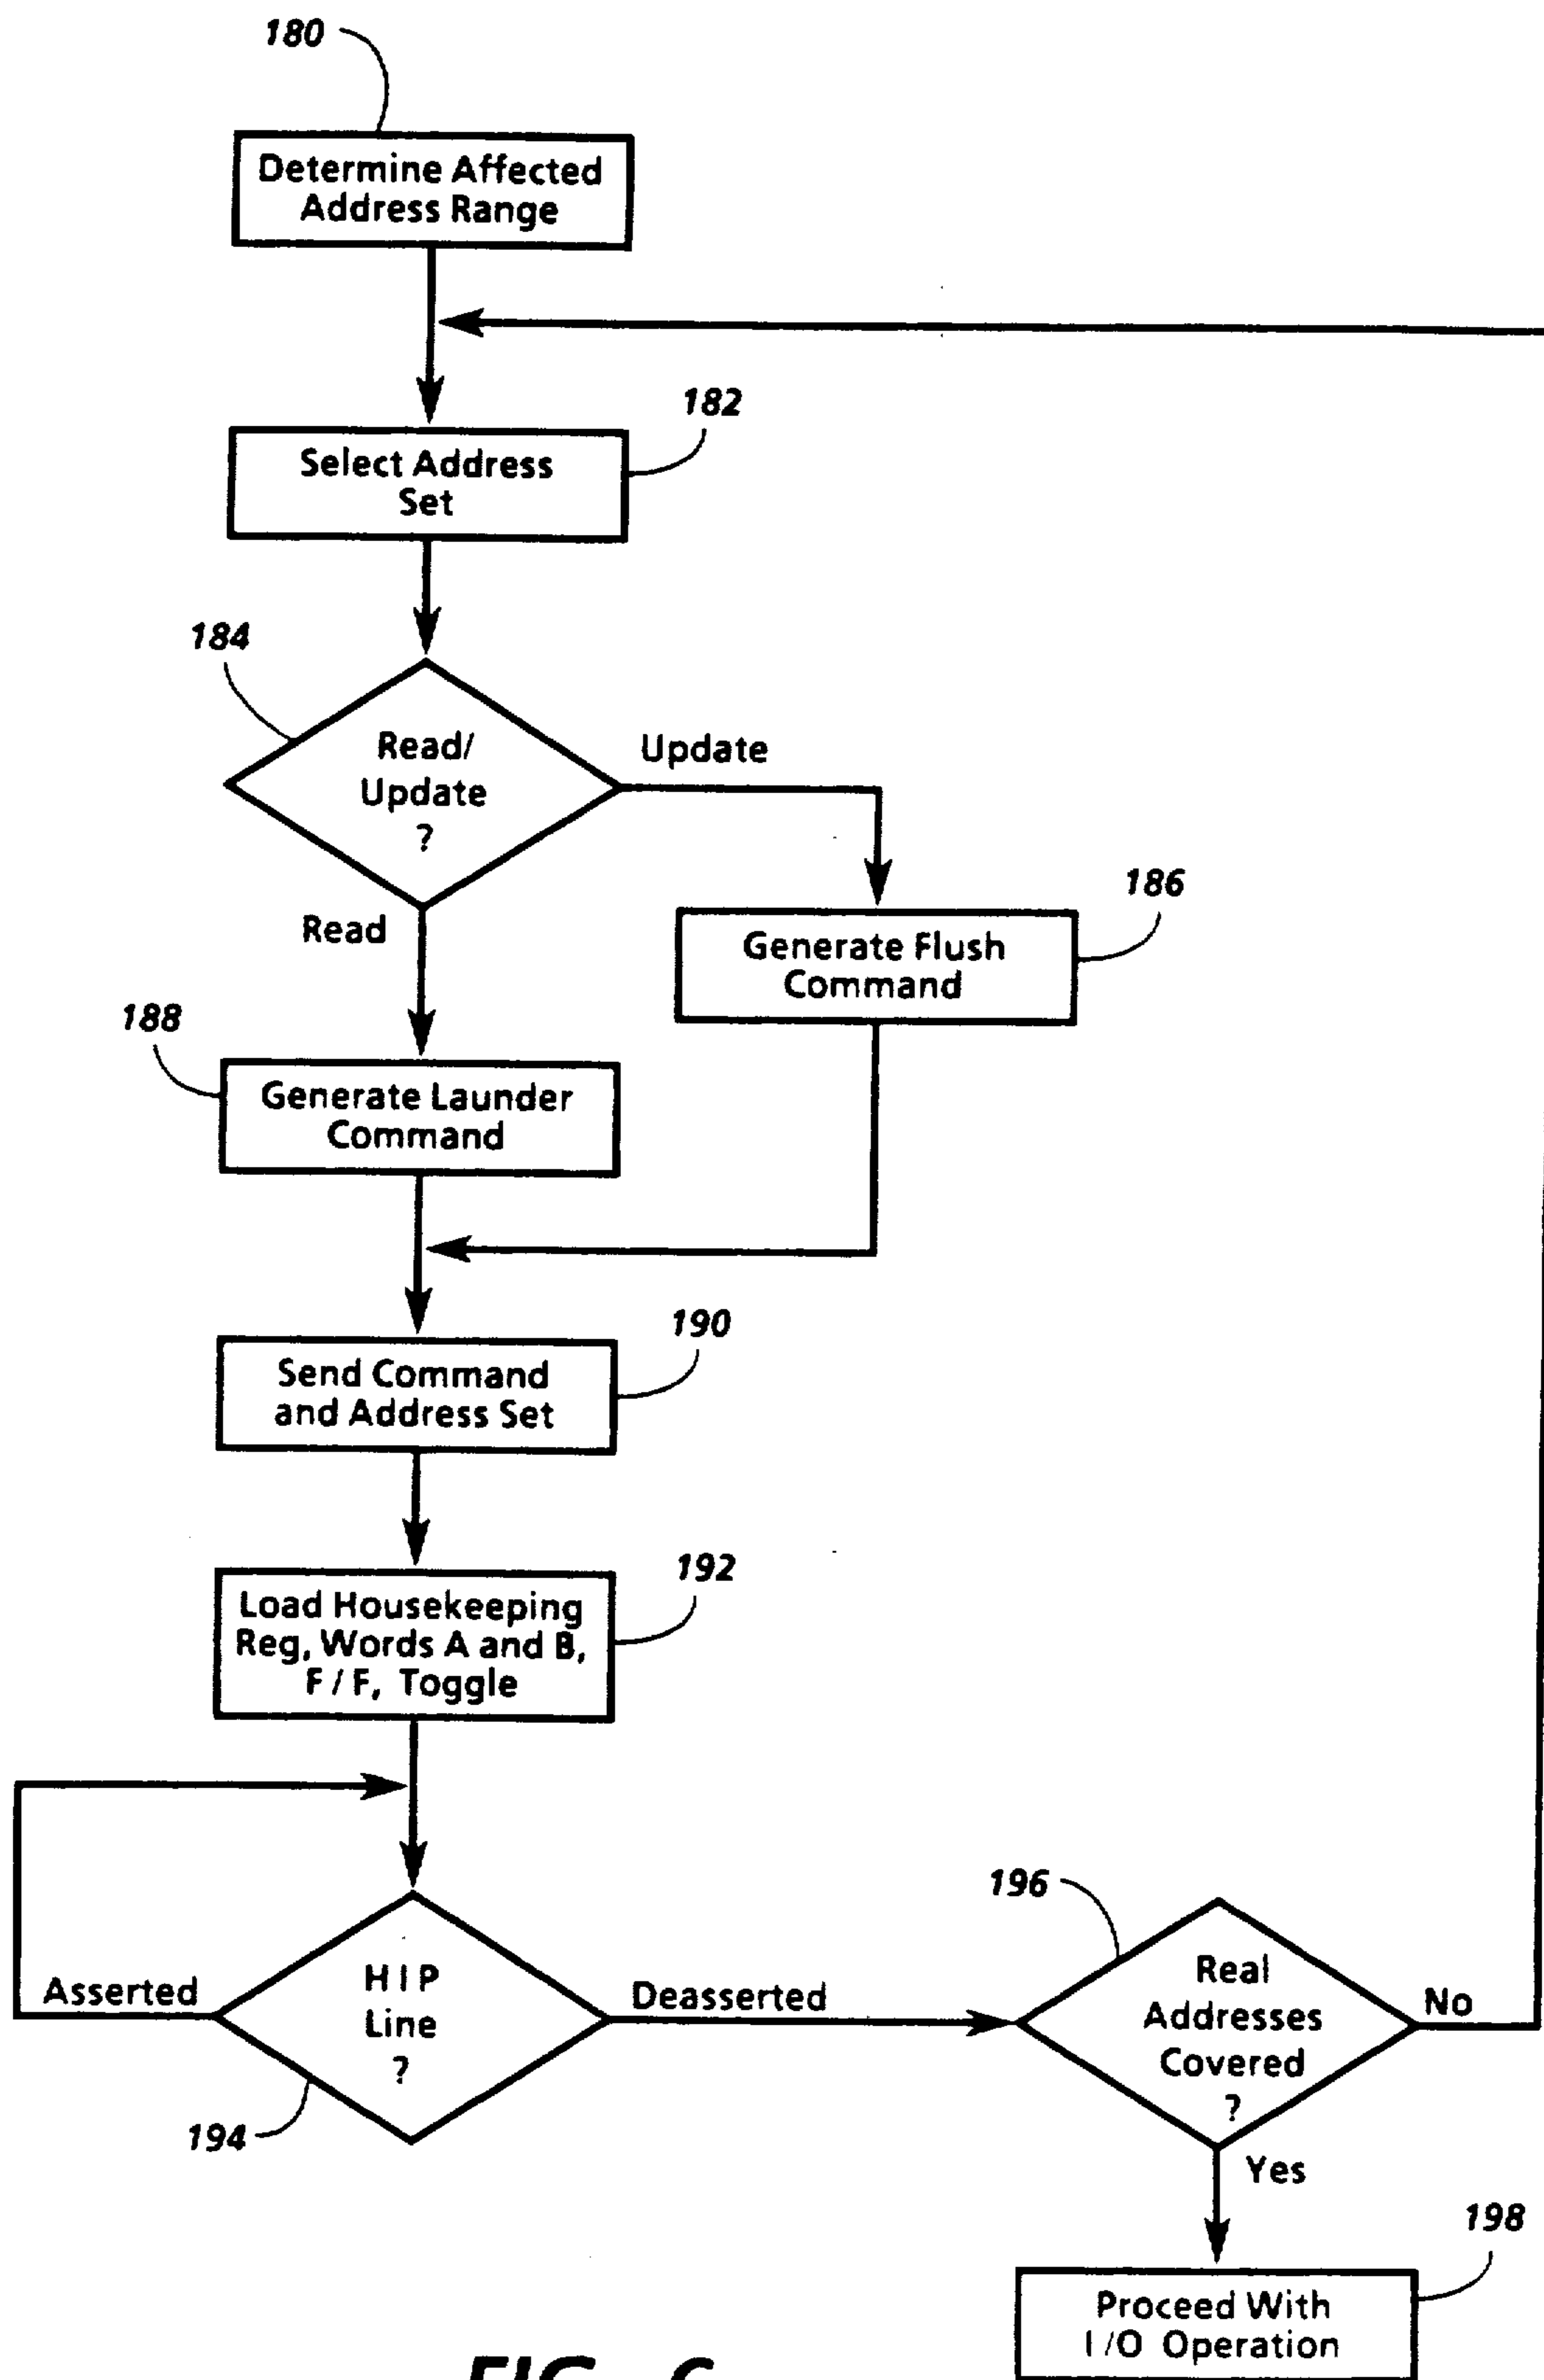 180
Determine Affected
Address Range
182
Select Address
Set
184
Read/
Update
?
Update
Read
186
Generate Flush
Command
188
Generate Launder
Command
190
Send Command
and Address Set
192
Load Housekeeping
Reg, Words A and B,
F/F, Toggle
196
Asserted
HIP
Line
?
Deasserted
Real
Addresses
Covered
?
No
194
Yes
198
Proceed With
I/O Operation
FIG. 6